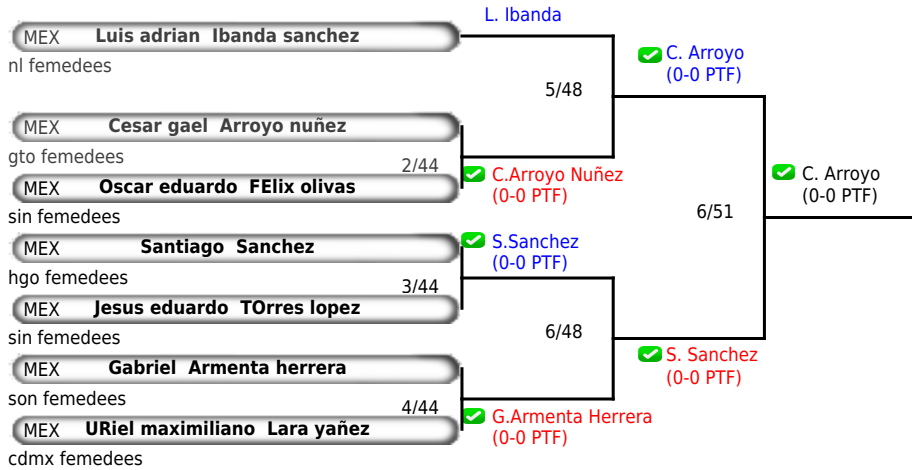 L. Ibanda
MEX Luis adrian Ibanda sanchez
nl femedees
C. Arroyo
(0-0 PTF)
5/48
MEX Cesar gael Arroyo nuñez
gto femedees
2/44
C.Arroyo Nuñez
(0-0 PTF)
C. Arroyo
(0-0 PTF)
MEX Oscar eduardo FElix olivas
sin femedees
6/51
MEX Santiago Sanchez
S.Sanchez
(0-0 PTF)
hgo femedees
3/44
MEX Jesus eduardo TOrres lopez
sin femedees
6/48
S. Sanchez
(0-0 PTF)
MEX Gabriel Armenta herrera
son femedees
4/44
G.Armenta Herrera
(0-0 PTF)
MEX URiel maximiliano Lara yañez
cdmx femedees